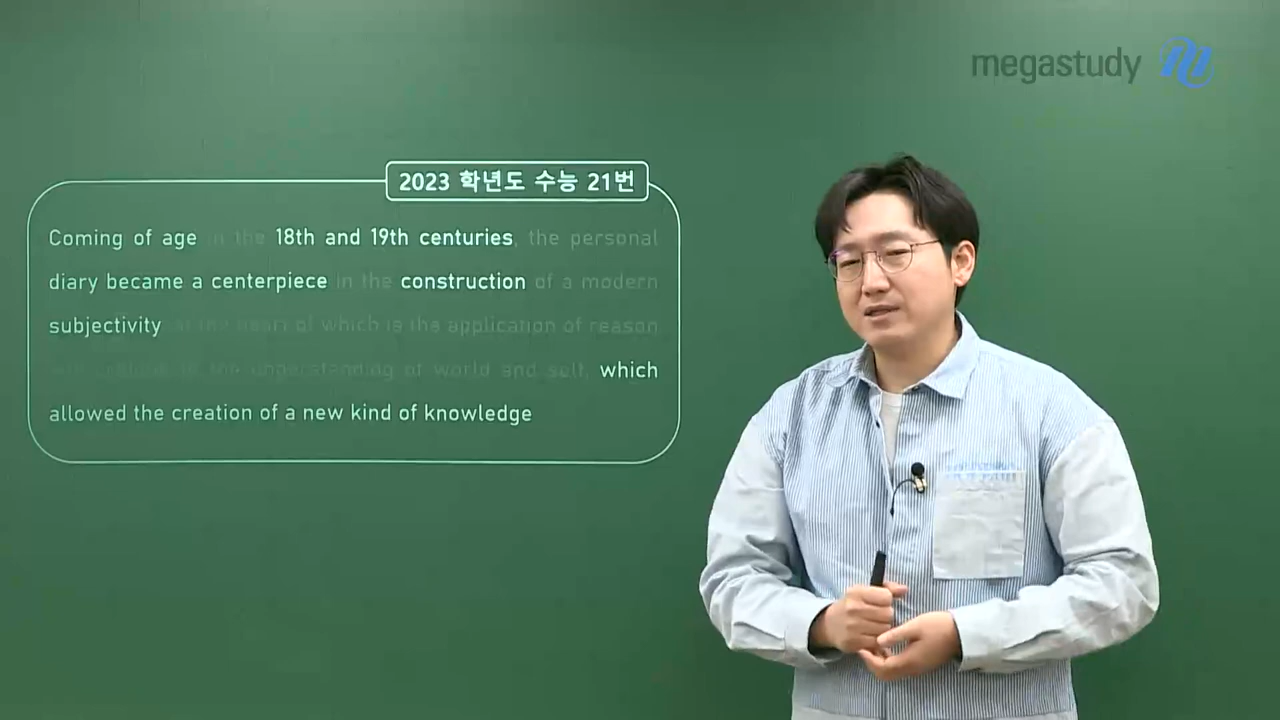 megastudy
2023 학년도 수능 21번
Coming of age in the 18th and 19th centuries, the personal
diary became a centerpiece in the construction of a modern
subjectivity at the heart of which is the application of reason
the understanding of world and self, which
allowed the creation of a new kind of knowledge